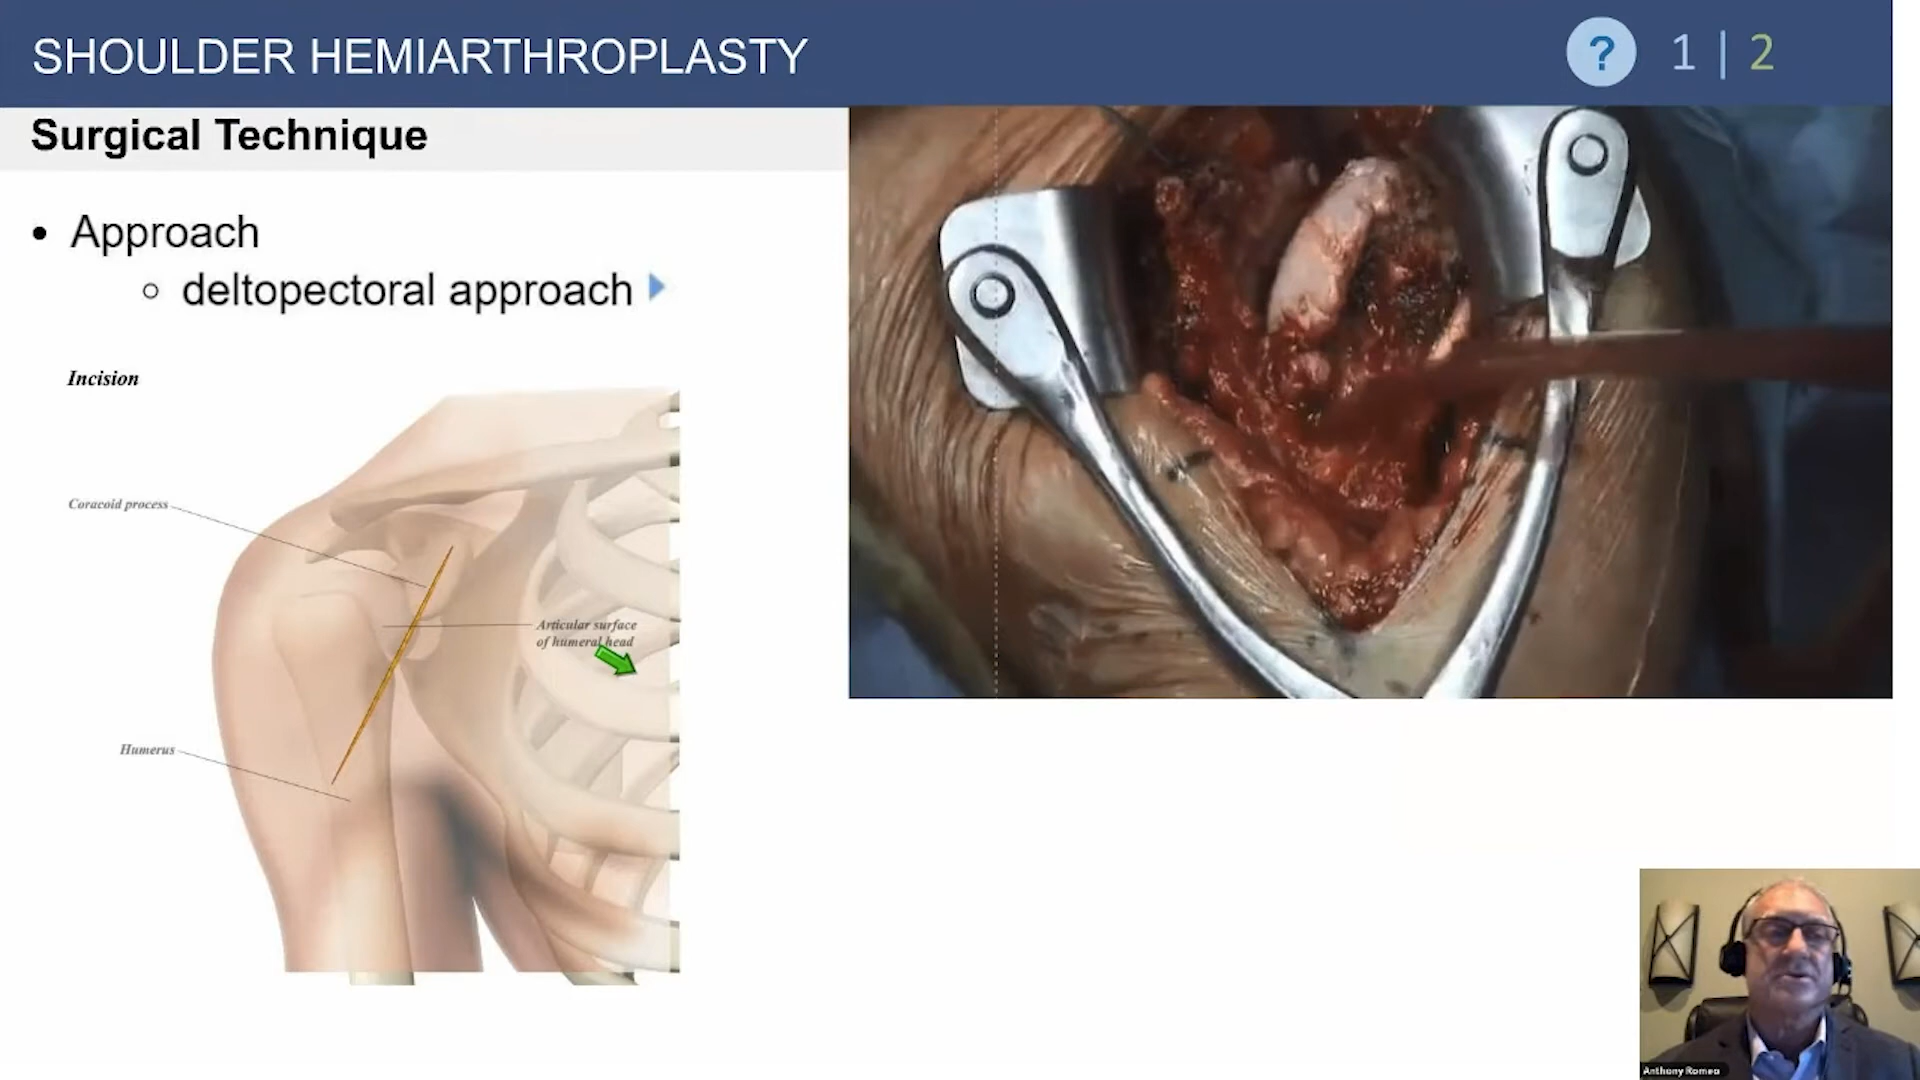 SHOULDER HEMIARTHROPLASTY
? 1 | 2
Surgical Technique
• Approach
○ deltopectoral approach
Incision
Coracoid process
Articular surface
of humeral head
Humerus
Anthony Romeo